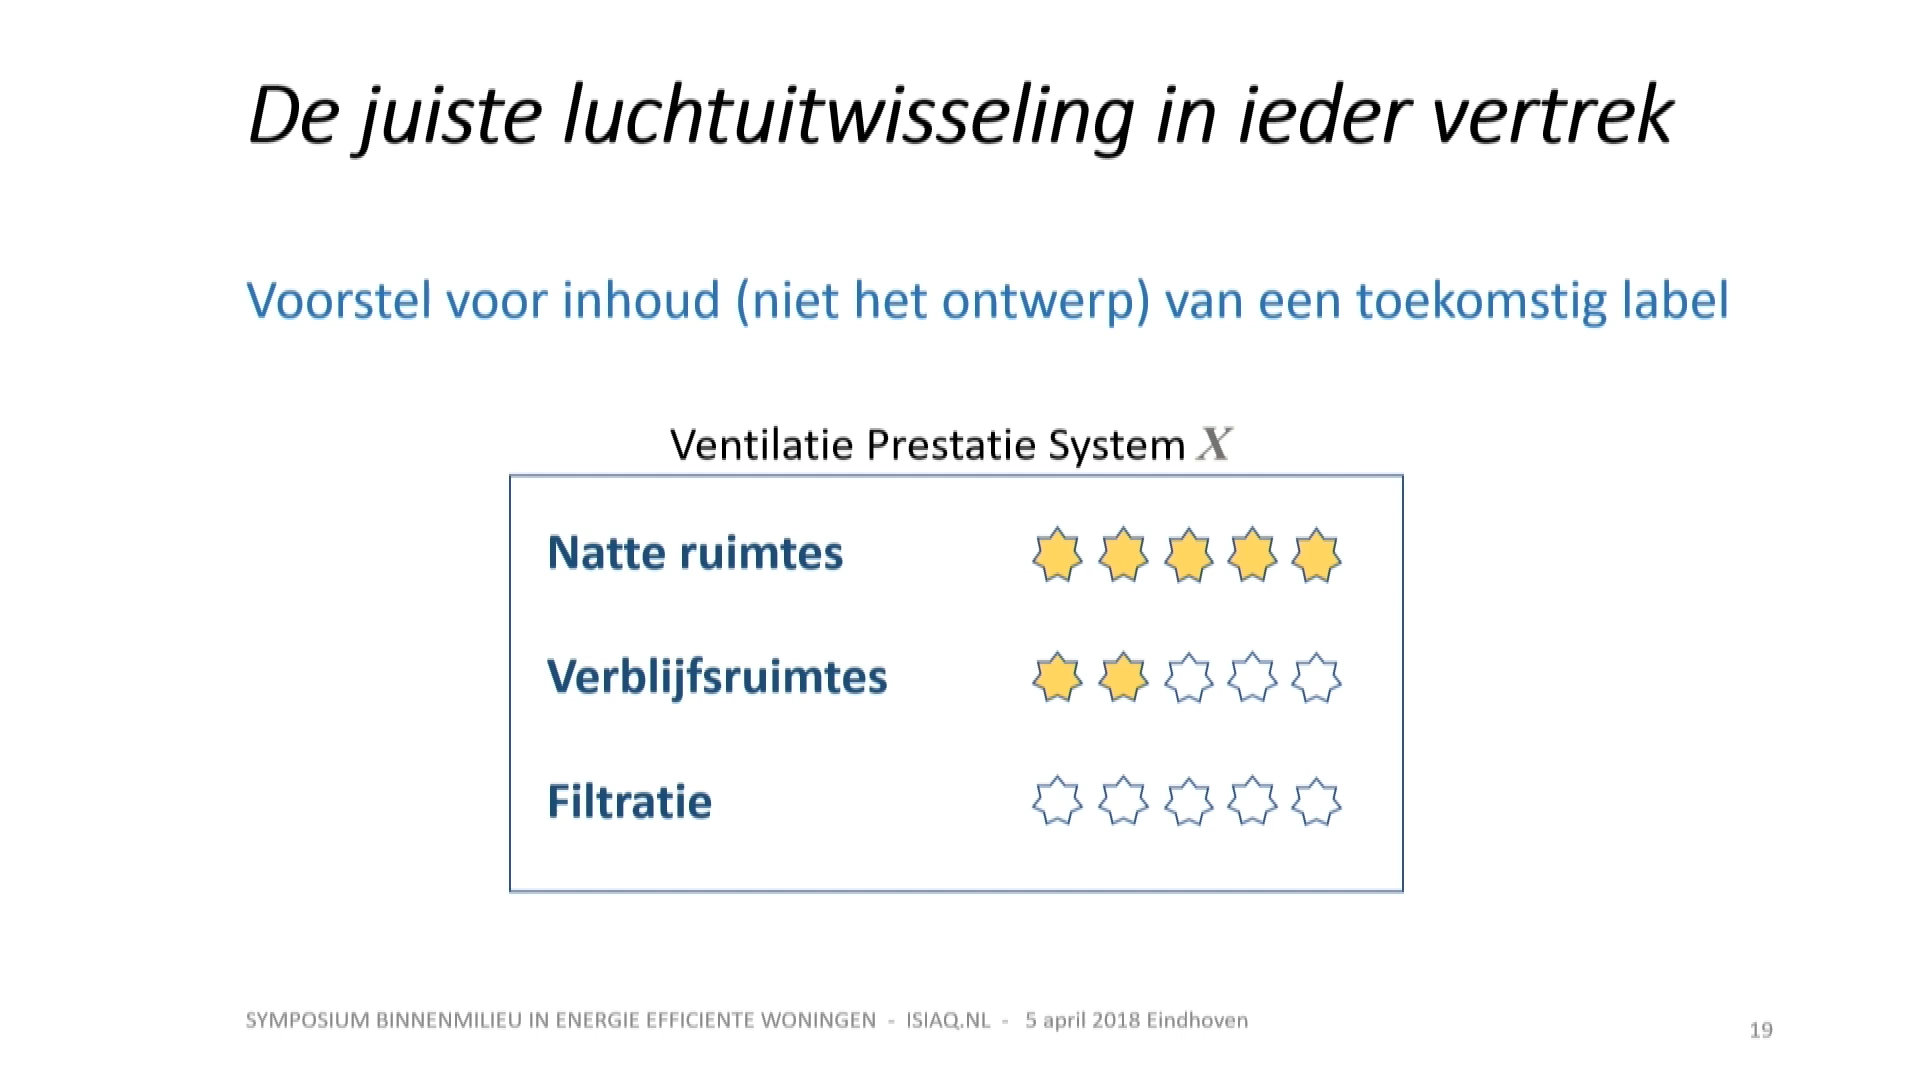 De juiste luchtuitwisseling in ieder vertrek
Voorstel voor inhoud (niet het ontwerp) van een toekomstig label
Ventilatie Prestatie System X
Natte ruimtes
Verblijfsruimtes
Filtratie
SYMPOSIUM BINNENMILIEU IN ENERGIE EFFICIENTE WONINGEN - ISIAQ.NL - 5 april 2018 Eindhoven
19